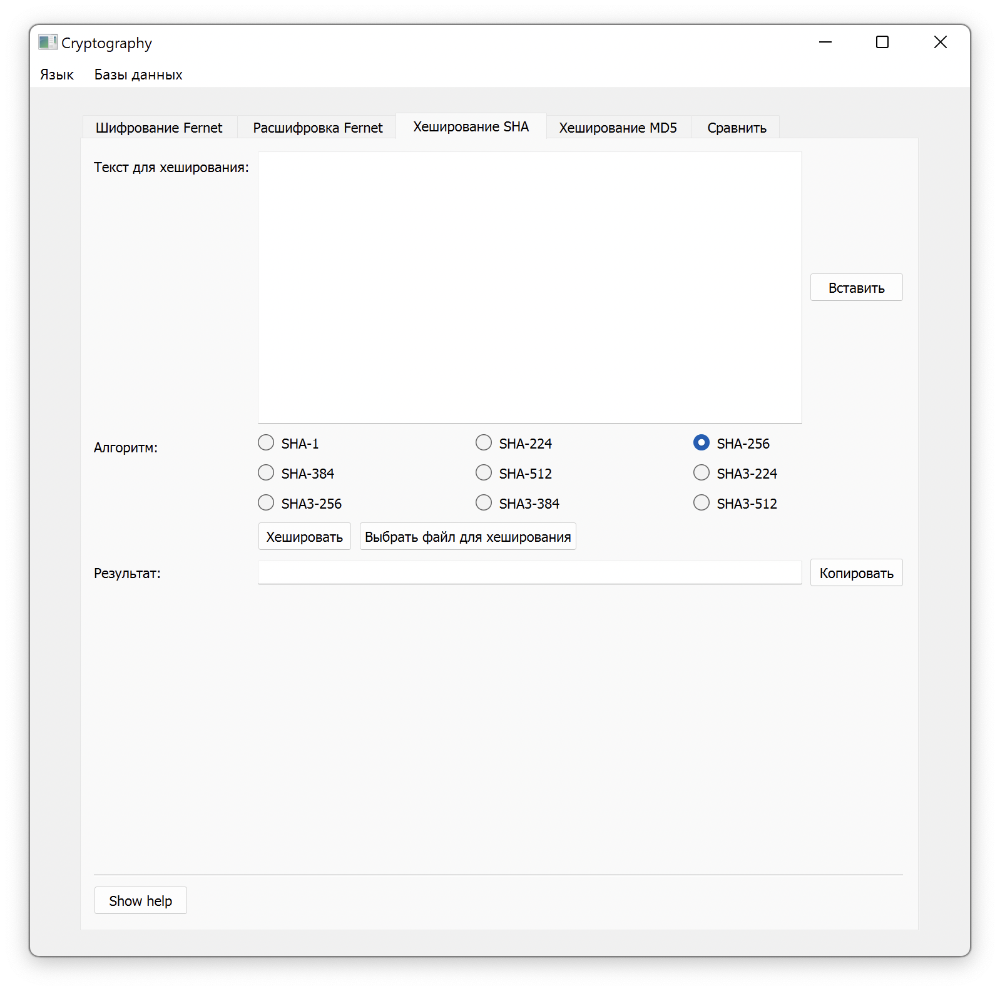 Cryptography
Язык Базы данных
Шифрование Fernet Расшифровка Fernet Хеширование SHA Хеширование MD5 Сравнить
Текст для хеширования:
Вставить
Алгоритм: SHA-1 SHA-224 SHA-256
SHA-384 SHA-512 SHA3-224
SHA3-256 SHA3-384 SHA3-512
Хешировать Выбрать файл для хеширования
Результат: Копировать
Show help